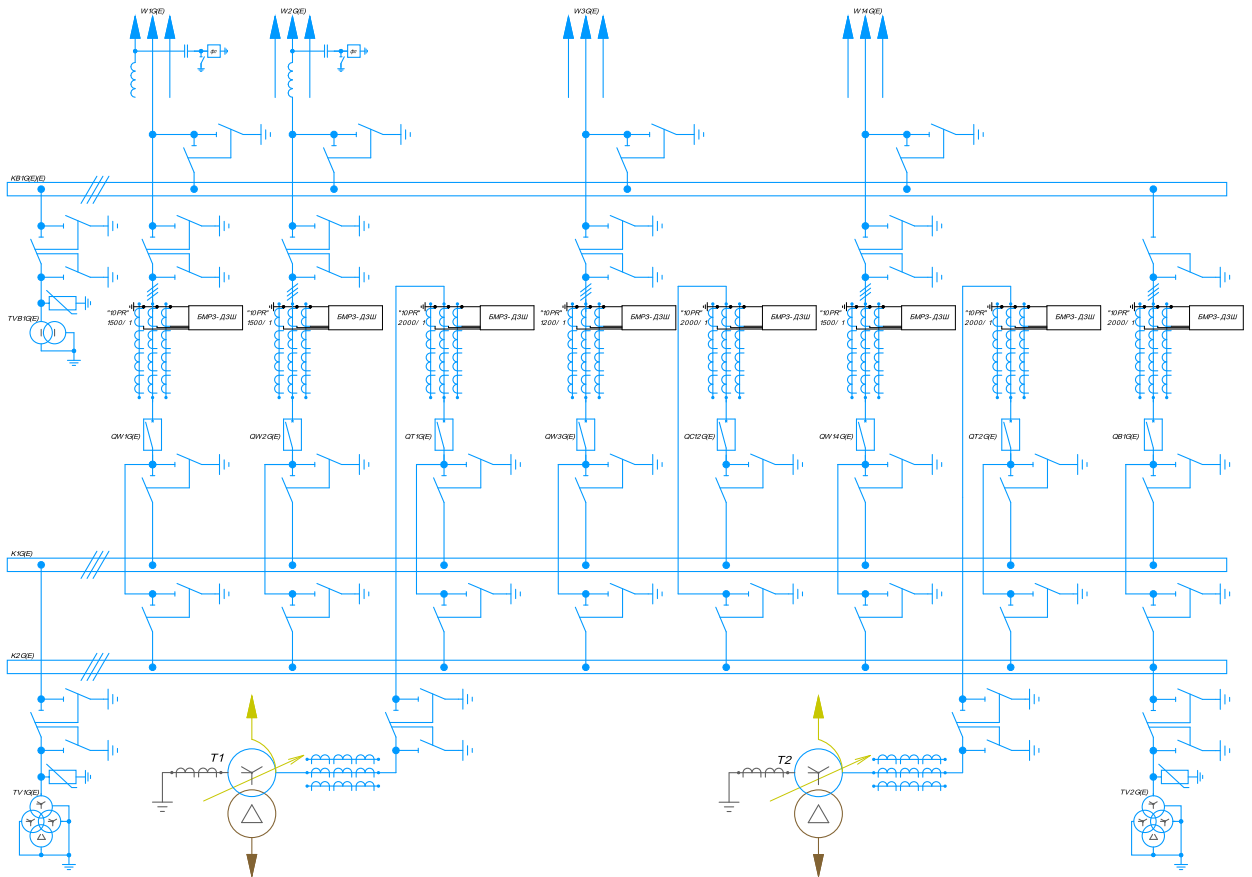 W1G(E)
W2G(E)
W3G(E)
W14G(E)
ФП
ФП
KB1G(E)(E)
"10PR"
1500/ 1
БМРЗ-ДЗШ
"10PR"
1500/ 1
БМРЗ-ДЗШ
"10PR"
2000/ 1
БМРЗ-ДЗШ
"10PR"
1200/ 1
БМРЗ-ДЗШ
"10PR"
2000/ 1
БМРЗ-ДЗШ
"10PR"
1500/ 1
БМРЗ-ДЗШ
"10PR"
2000/ 1
БМРЗ-ДЗШ
"10PR"
2000/ 1
БМРЗ-ДЗШ
TVB1G(E)
QW1G(E)
QW2G(E)
QT1G(E)
QW3G(E)
QC12G(E)
QW14G(E)
QT2G(E)
QB1G(E)
K1G(E)
K2G(E)
T1
T2
TV1G(E)
TV2G(E)